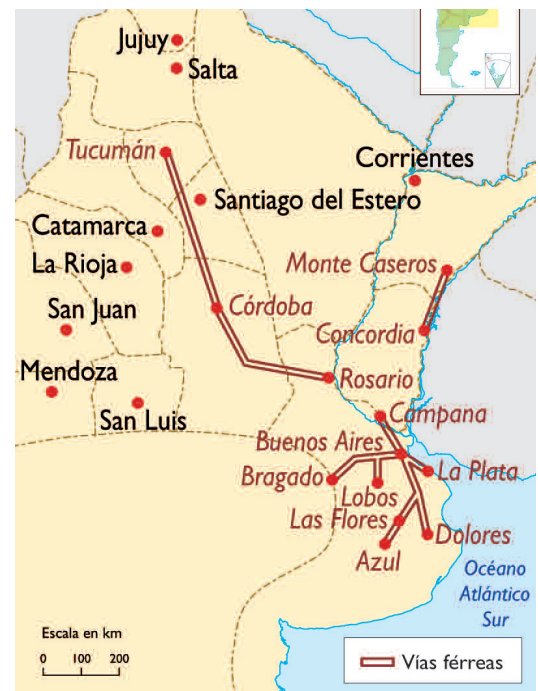 Jujuy
Salta
Tucumán
Corrientes
Santiago del Estero
Catamarca
La Rioja
Monte Caseros
Córdoba
San Juan
Concordia
Mendoza
Rosario
San Luis
Campana
Buenos Aires
La Plata
Bragado
Lobos
Las Flores
Dolores
Azul
Océano
Atlántico
Sur
Escala en km
0 100 200
Vías férreas